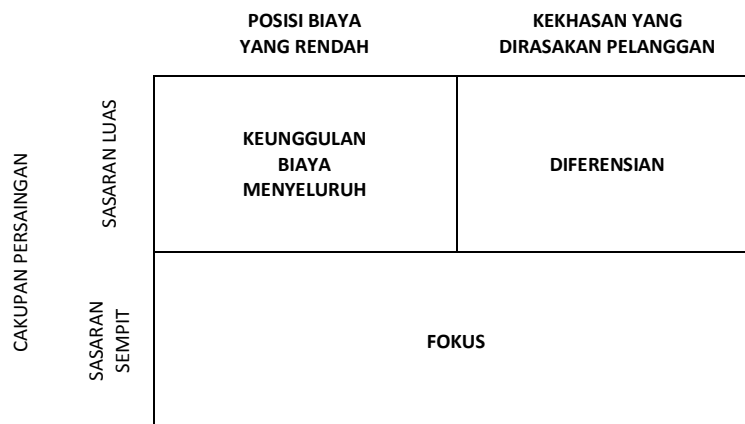 POSISI BIAYA
YANG RENDAH
KEKHASAN YANG
DIRASAKAN PELANGGAN
CAKUPAN PERSAINGAN
SASARAN LUAS
KEUNGGULAN
BIAYA
MENYELURUH
DIFERENSIAN
SASARAN
SEMPIT
FOKUS